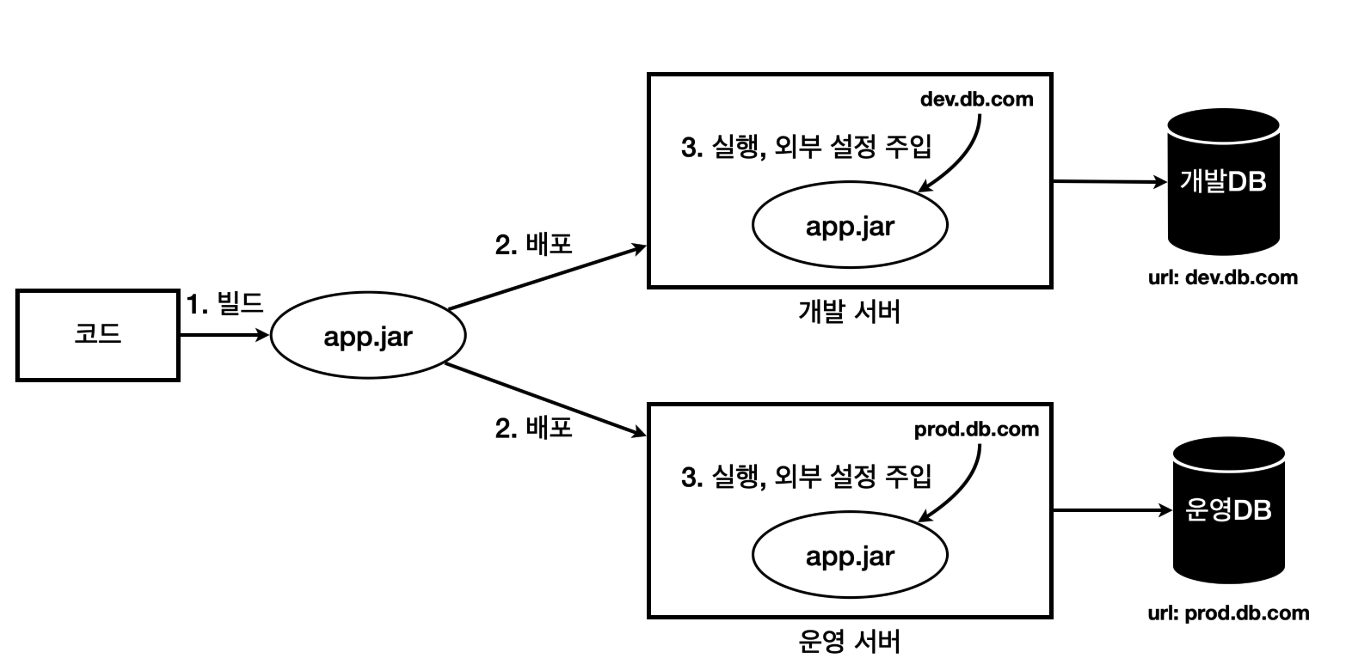 코드
1. 빌드
app.jar
2. 배포
2. 배포
dev.db.com
3. 실행, 외부 설정 주입
app.jar
개발 서버
개발DB
url: dev.db.com
prod.db.com
3. 실행, 외부 설정 주입
app.jar
운영 서버
운영DB
url: prod.db.com